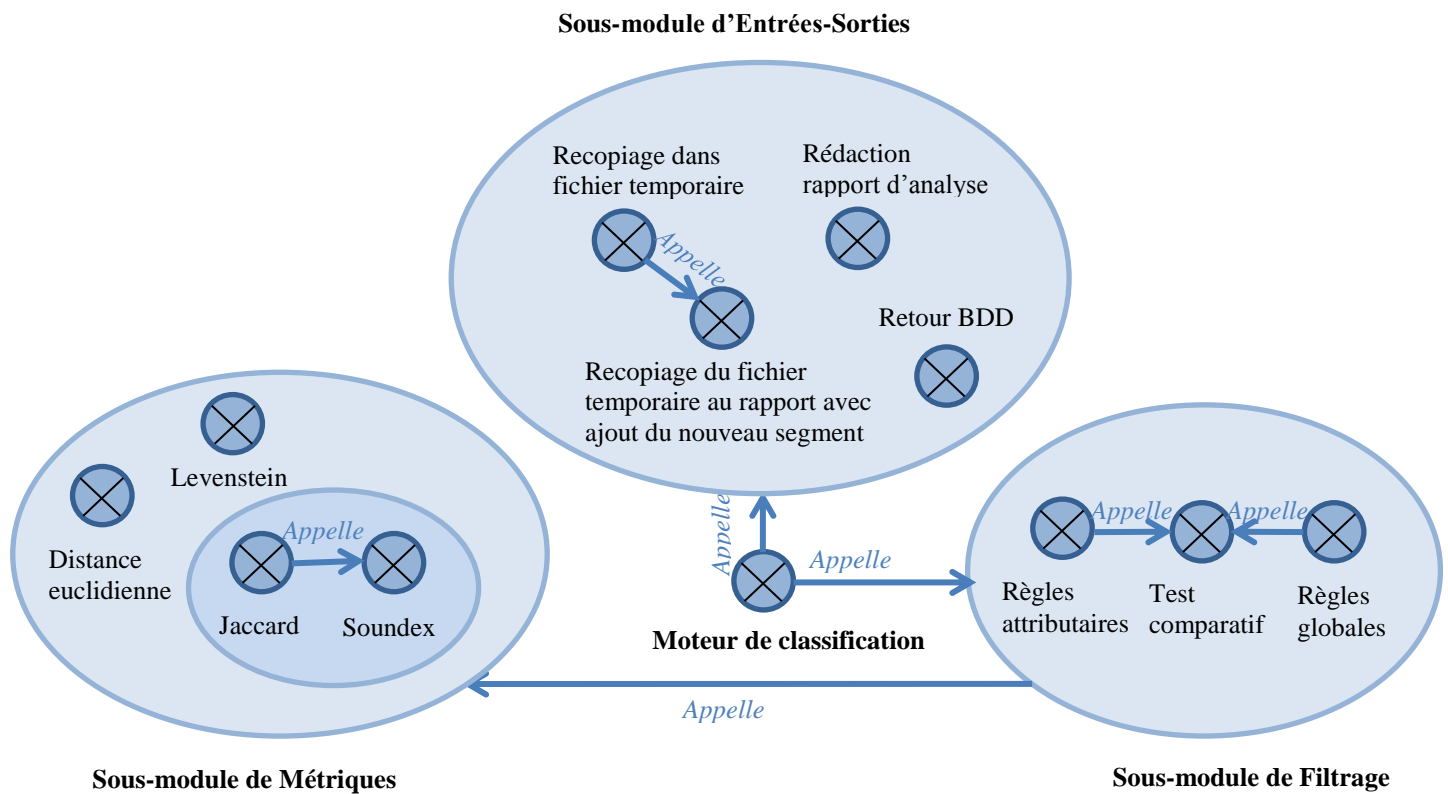 Sous-module d’Entrées-Sorties
Recopiage dans
fichier temporaire
Rédaction
rapport d’analyse
Appelle
Retour BDD
Recopiage du fichier
temporaire au rapport avec
ajout du nouveau segment
Levenstein
Distance
euclidienne
Appelle
Jaccard
Soundex
Appelle
Appelle
Moteur de classification
Appelle
Appelle
Règles
attributaires
Test
comparatif
Règles
globales
Appelle
Sous-module de Métriques
Sous-module de Filtrage